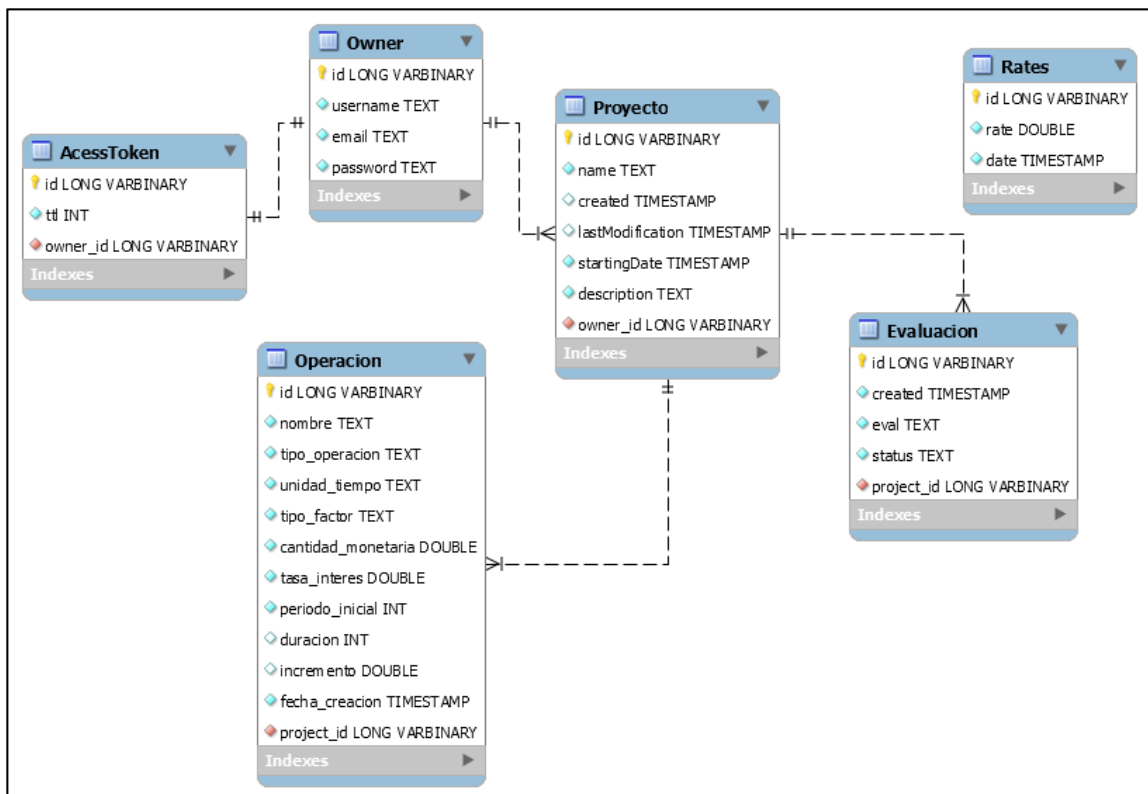 Owner
id LONG VARBINARY
username TEXT
email TEXT
password TEXT
Indexes
AcessToken
id LONG VARBINARY
ttl INT
owner_id LONG VARBINARY
Indexes
Proyecto
id LONG VARBINARY
name TEXT
created TIMESTAMP
lastModification TIMESTAMP
startingDate TIMESTAMP
description TEXT
owner_id LONG VARBINARY
Indexes
Rates
id LONG VARBINARY
rate DOUBLE
date TIMESTAMP
Indexes
Operacion
id LONG VARBINARY
nombre TEXT
tipo_operacion TEXT
unidad_tiempo TEXT
tipo_factor TEXT
cantidad_monetaria DOUBLE
tasa_interes DOUBLE
periodo_inicial INT
duracion INT
incremento DOUBLE
fecha_creacion TIMESTAMP
project_id LONG VARBINARY
Indexes
Evaluacion
id LONG VARBINARY
created TIMESTAMP
eval TEXT
status TEXT
project_id LONG VARBINARY
Indexes